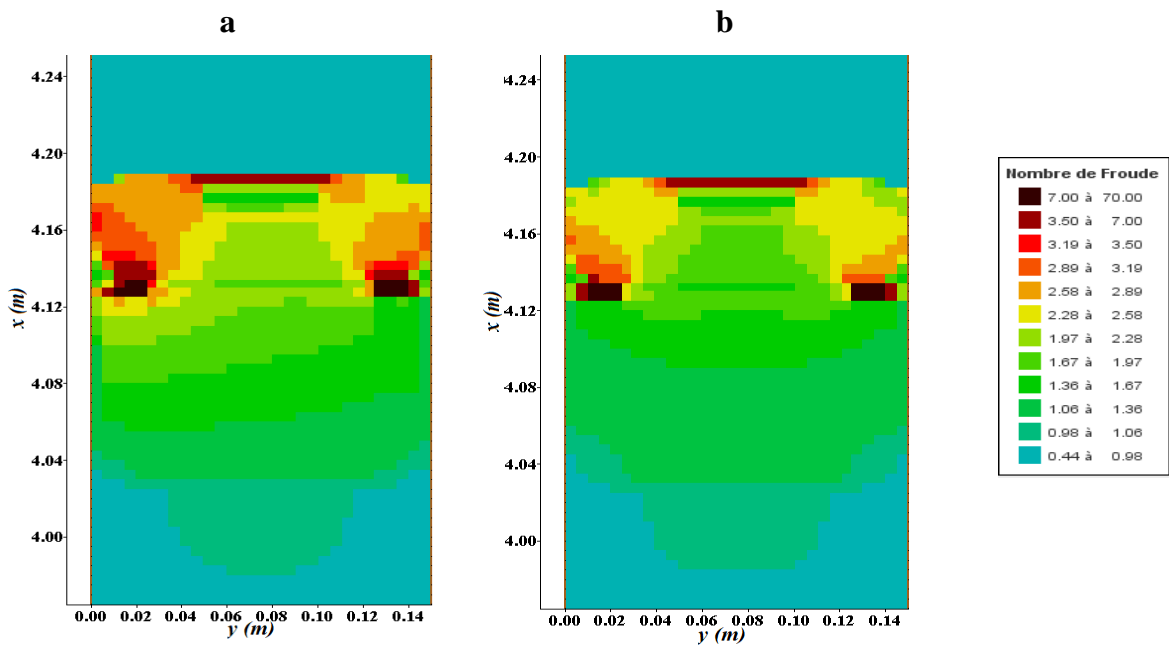 a
b
4.24
4.20
4.16
4.12
4.08
4.04
4.00
x (m)
0.00 0.02 0.04 0.06 0.08 0.10 0.12 0.14
y (m)
4.24
4.20
4.16
4.12
4.08
4.04
4.00
x (m)
0.00 0.02 0.04 0.06 0.08 0.10 0.12 0.14
y (m)
Nombre de Froude
7.00 à 70.00
3.50 à 7.00
3.19 à 3.50
2.89 à 3.19
2.58 à 2.89
2.28 à 2.58
1.97 à 2.28
1.67 à 1.97
1.36 à 1.67
1.06 à 1.36
0.98 à 1.06
0.44 à 0.98